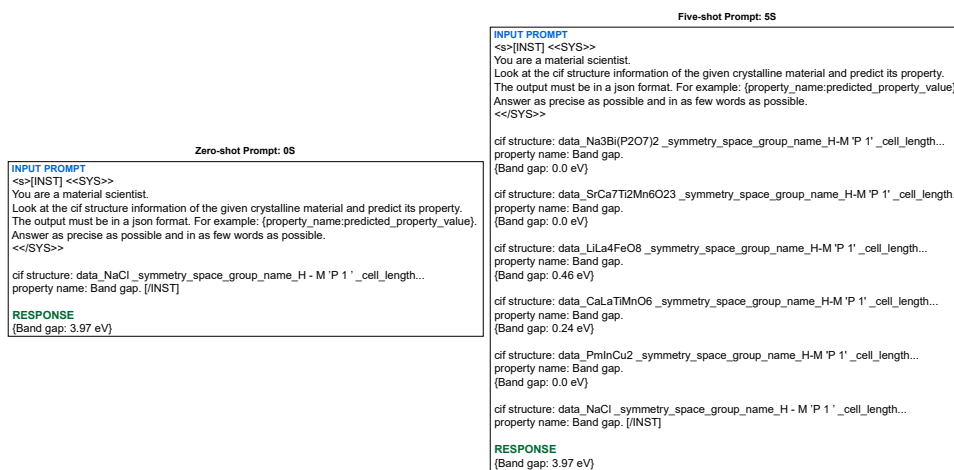 Zero-shot Prompt: 0S
INPUT PROMPT
<s>[INST] <<SYS>>
You are a material scientist.
Look at the cif structure information of the given crystalline material and predict its property.
The output must be in a json format. For example: {property_name:predicted_property_value}.
Answer as precise as possible and in as few words as possible.
<</SYS>>
cif structure: data_NaCl _symmetry_space_group_name_H - M 'P 1 ' _cell_length...
property name: Band gap. [/INST]
RESPONSE
{Band gap: 3.97 eV}
Five-shot Prompt: 5S
INPUT PROMPT
<s>[INST] <<SYS>>
You are a material scientist.
Look at the cif structure information of the given crystalline material and predict its property.
The output must be in a json format. For example: {property_name:predicted_property_value}
Answer as precise as possible and in as few words as possible.
<</SYS>>
cif structure: data_Na3Bi(P2O7)2 _symmetry_space_group_name_H-M 'P 1' _cell_length...
property name: Band gap.
{Band gap: 0.0 eV}
cif structure: data_SrCa7Ti2Mn6O23 _symmetry_space_group_name_H-M 'P 1' _cell_length.
property name: Band gap.
{Band gap: 0.0 eV}
cif structure: data_LiLa4FeO8 _symmetry_space_group_name_H-M 'P 1' _cell_length...
property name: Band gap.
{Band gap: 0.46 eV}
cif structure: data_CaLaTiMnO6 _symmetry_space_group_name_H-M 'P 1' _cell_length...
property name: Band gap.
{Band gap: 0.24 eV}
cif structure: data_PmInCu2 _symmetry_space_group_name_H-M 'P 1' _cell_length...
property name: Band gap.
{Band gap: 0.0 eV}
cif structure: data_NaCl _symmetry_space_group_name_H - M 'P 1 ' _cell_length...
property name: Band gap. [/INST]
RESPONSE
{Band gap: 3.97 eV}